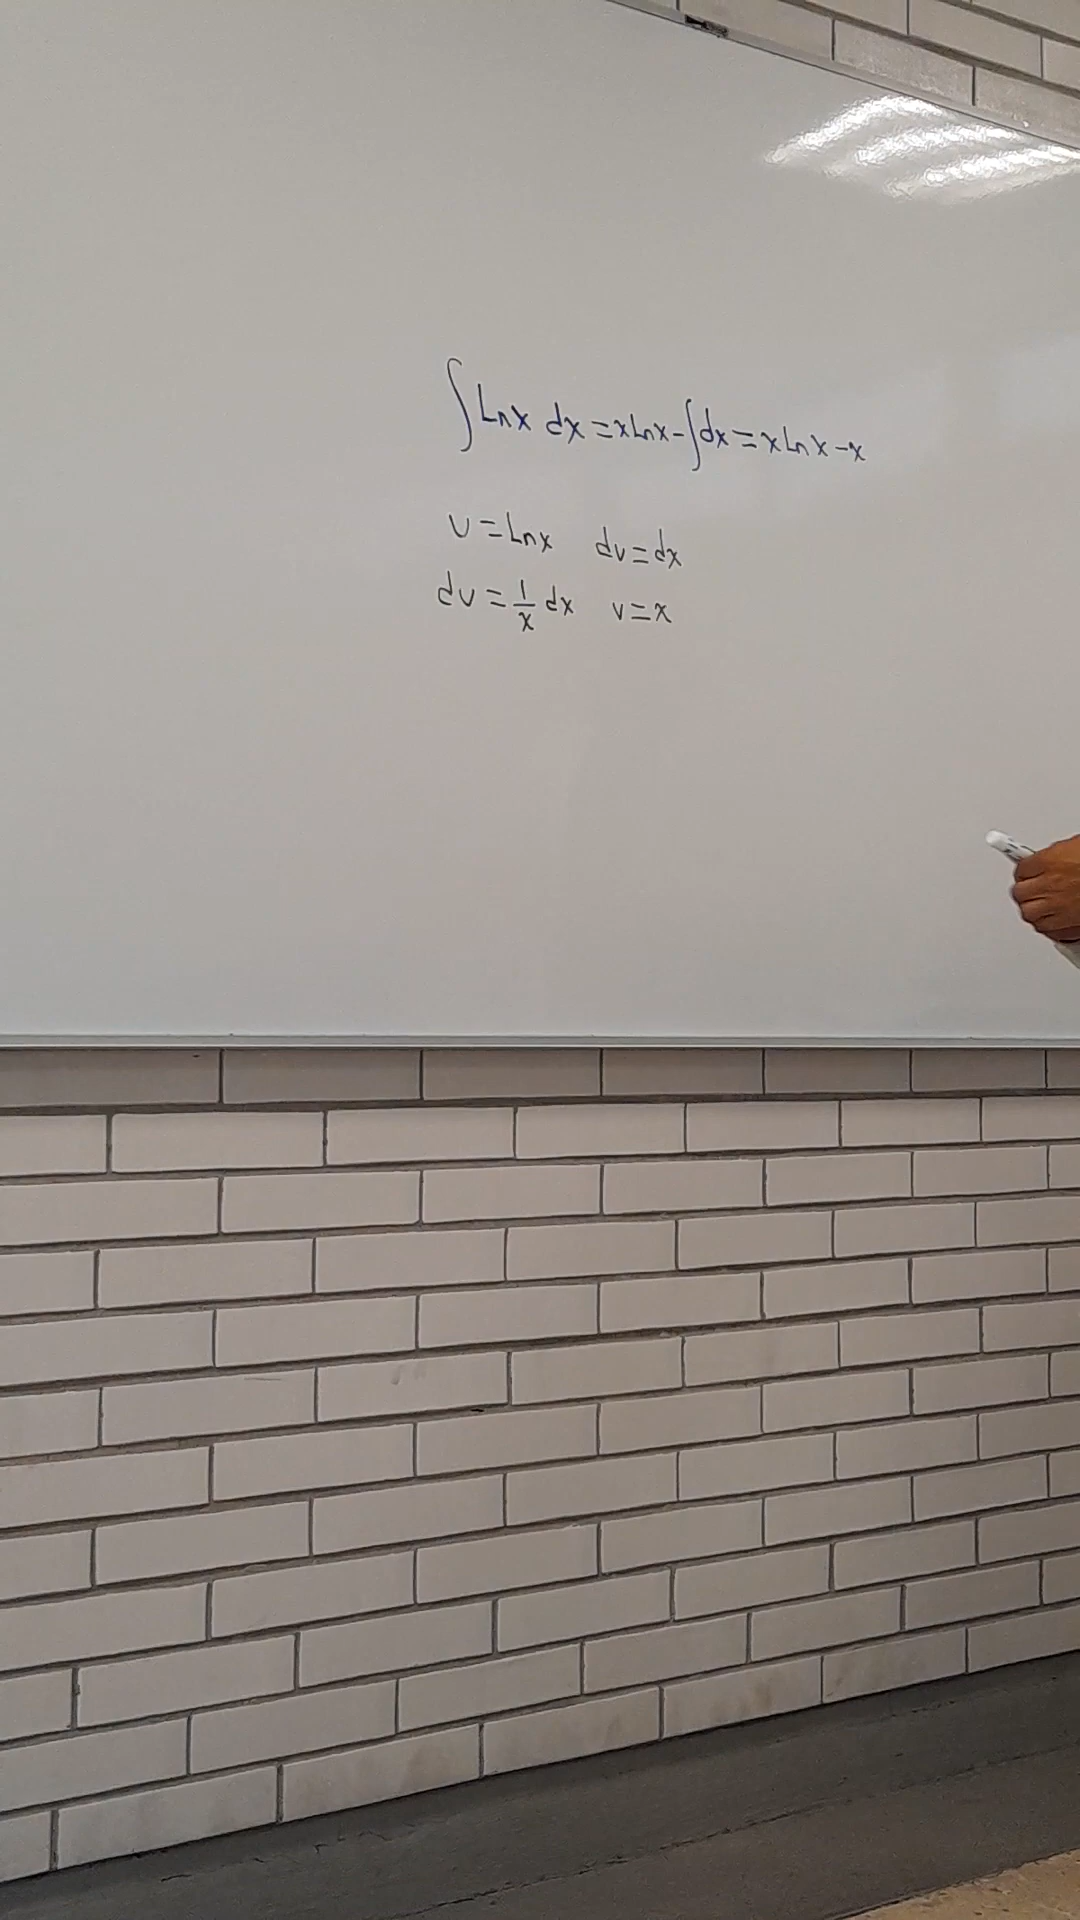 ∫ Lnx dx = xLnx - ∫ dx = xLnx - x
u = Lnx dv = dx
du = 1/x dx v = x